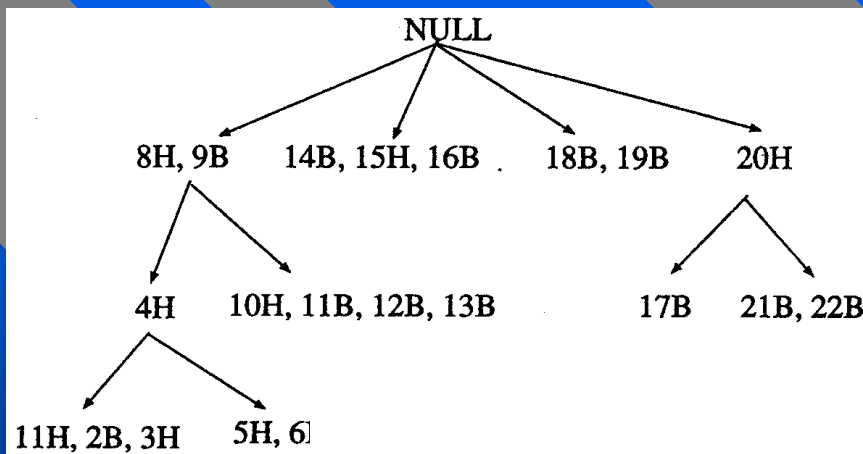 NULL
8H, 9B 14B, 15H, 16B 18B, 19B 20H
4H 10H, 11B, 12B, 13B 17B 21B, 22B
11H, 2B, 3H 5H,